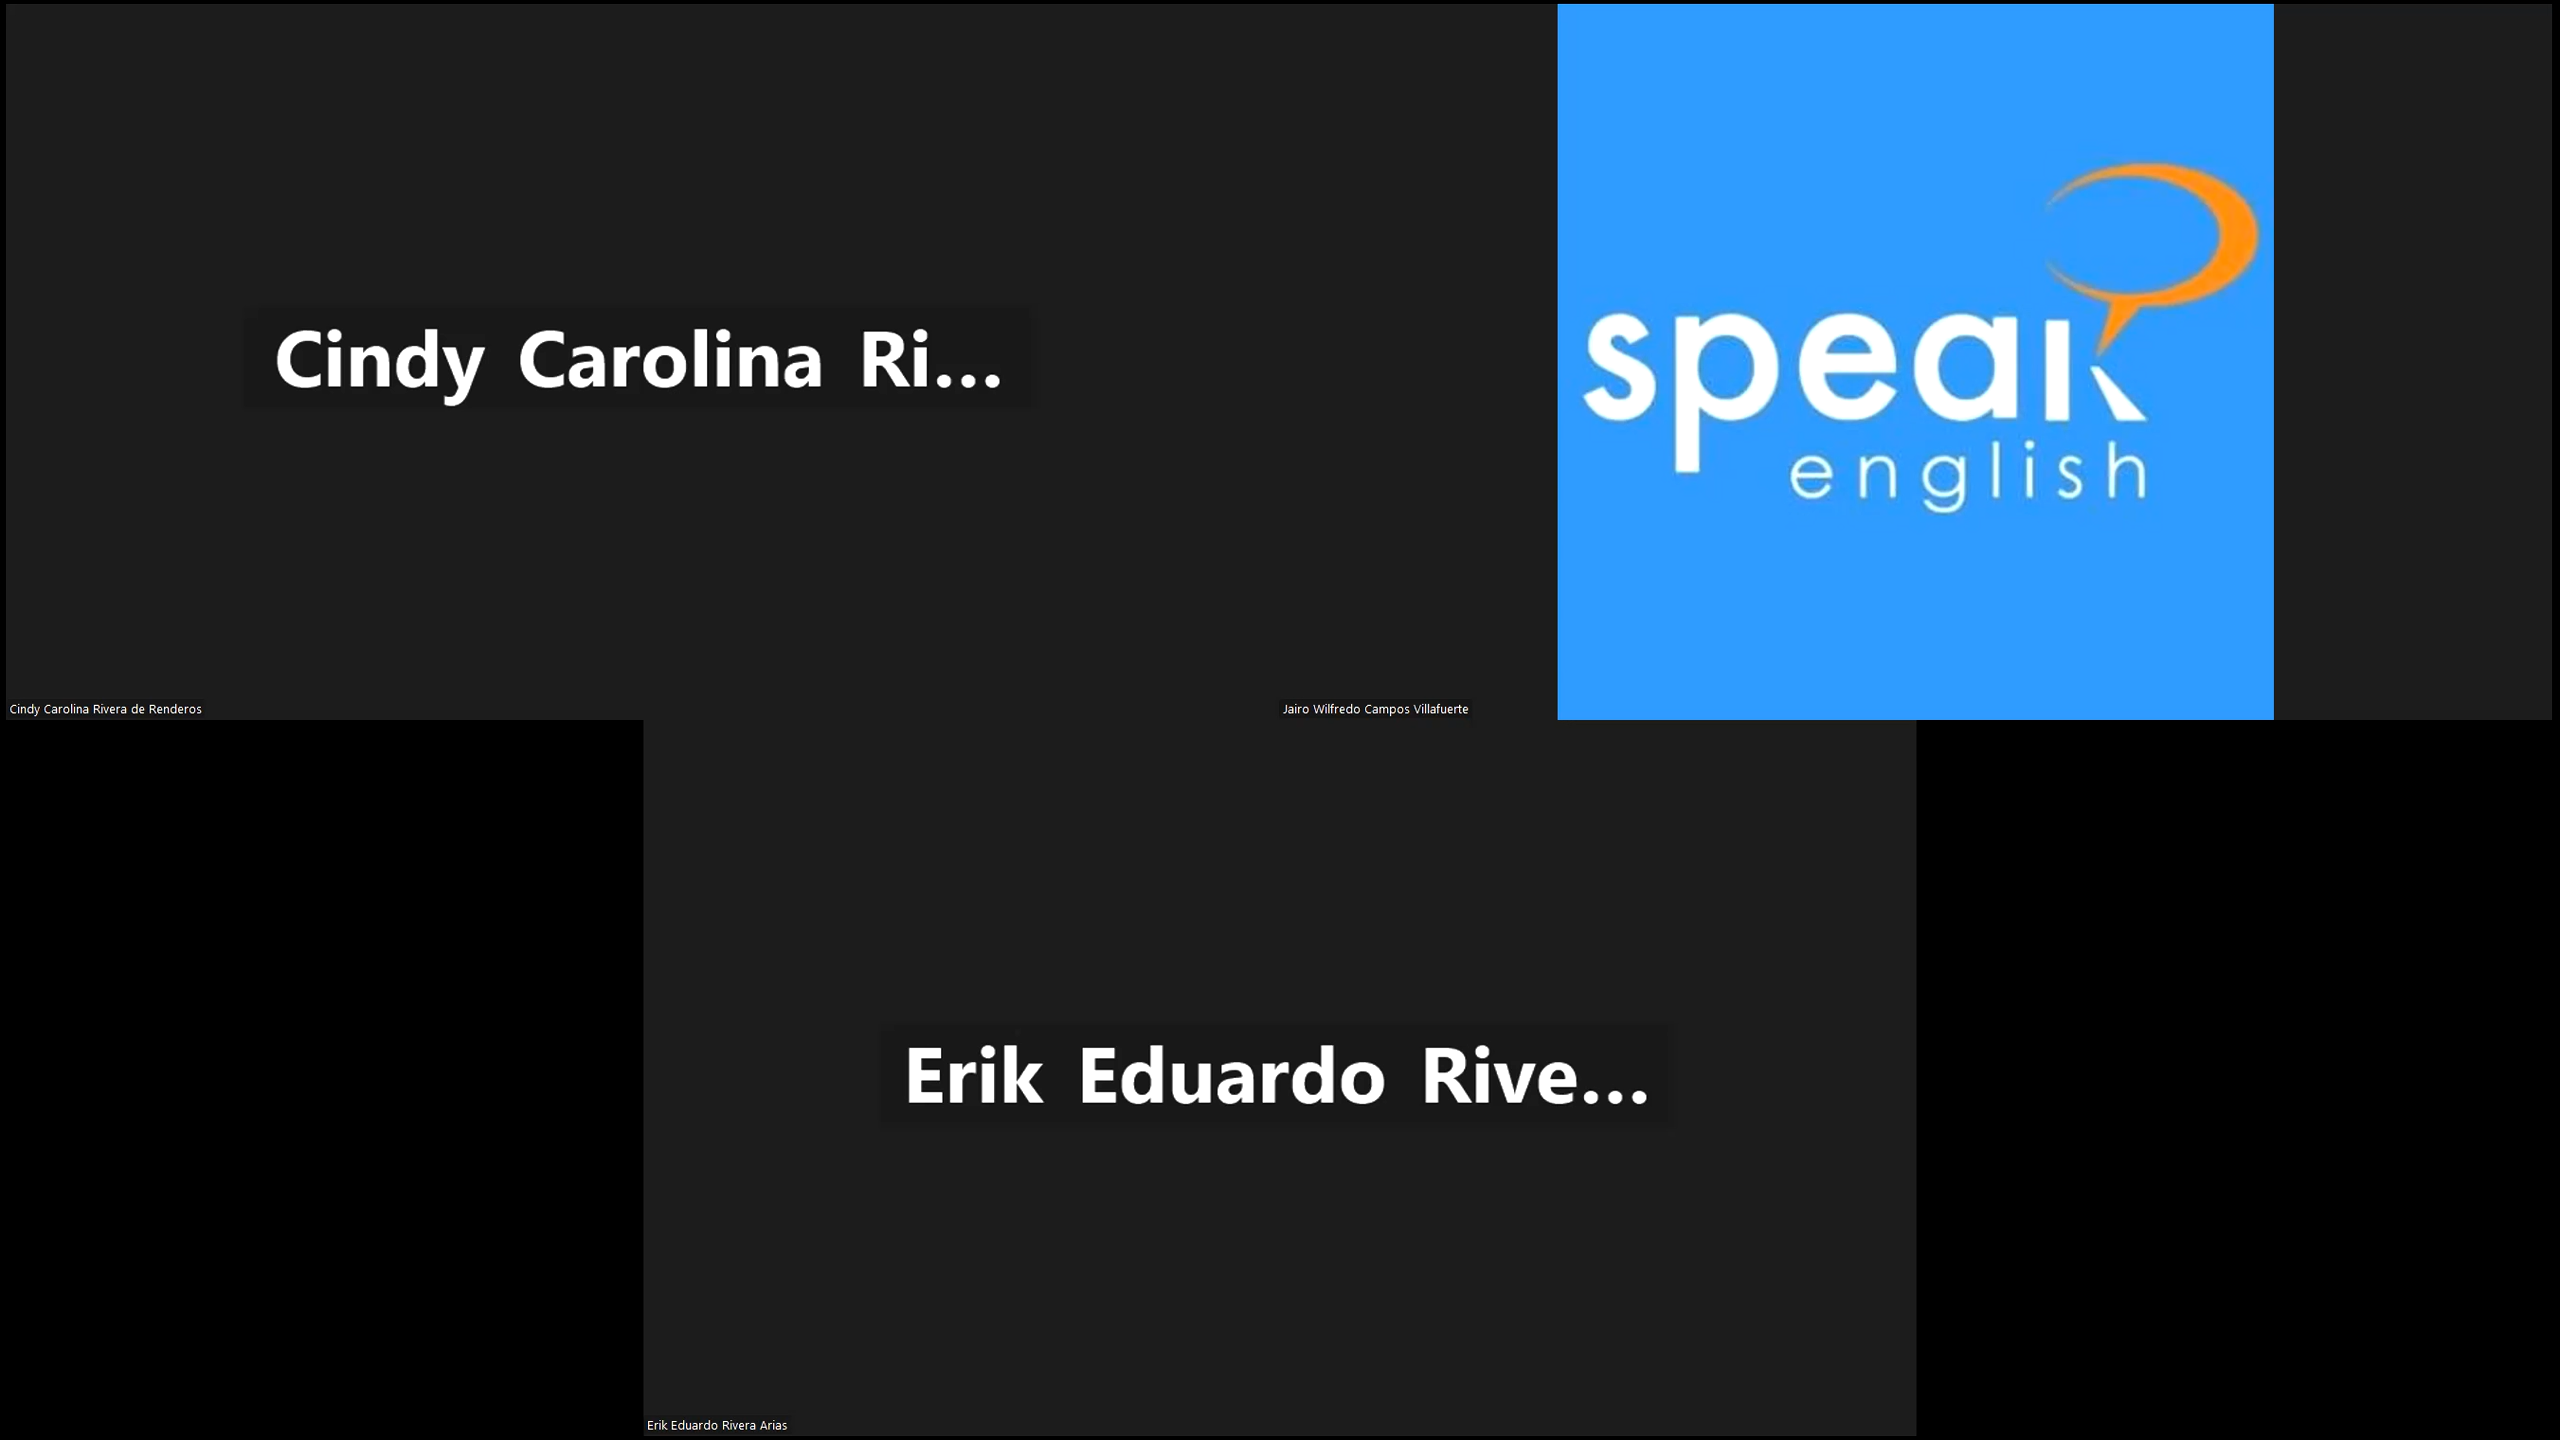 Cindy Carolina Ri...
Cindy Carolina Rivera de Renderos
speak
english
Jairo Wilfredo Campos Villafuerte
Erik Eduardo Rive...
Erik Eduardo Rivera Arias